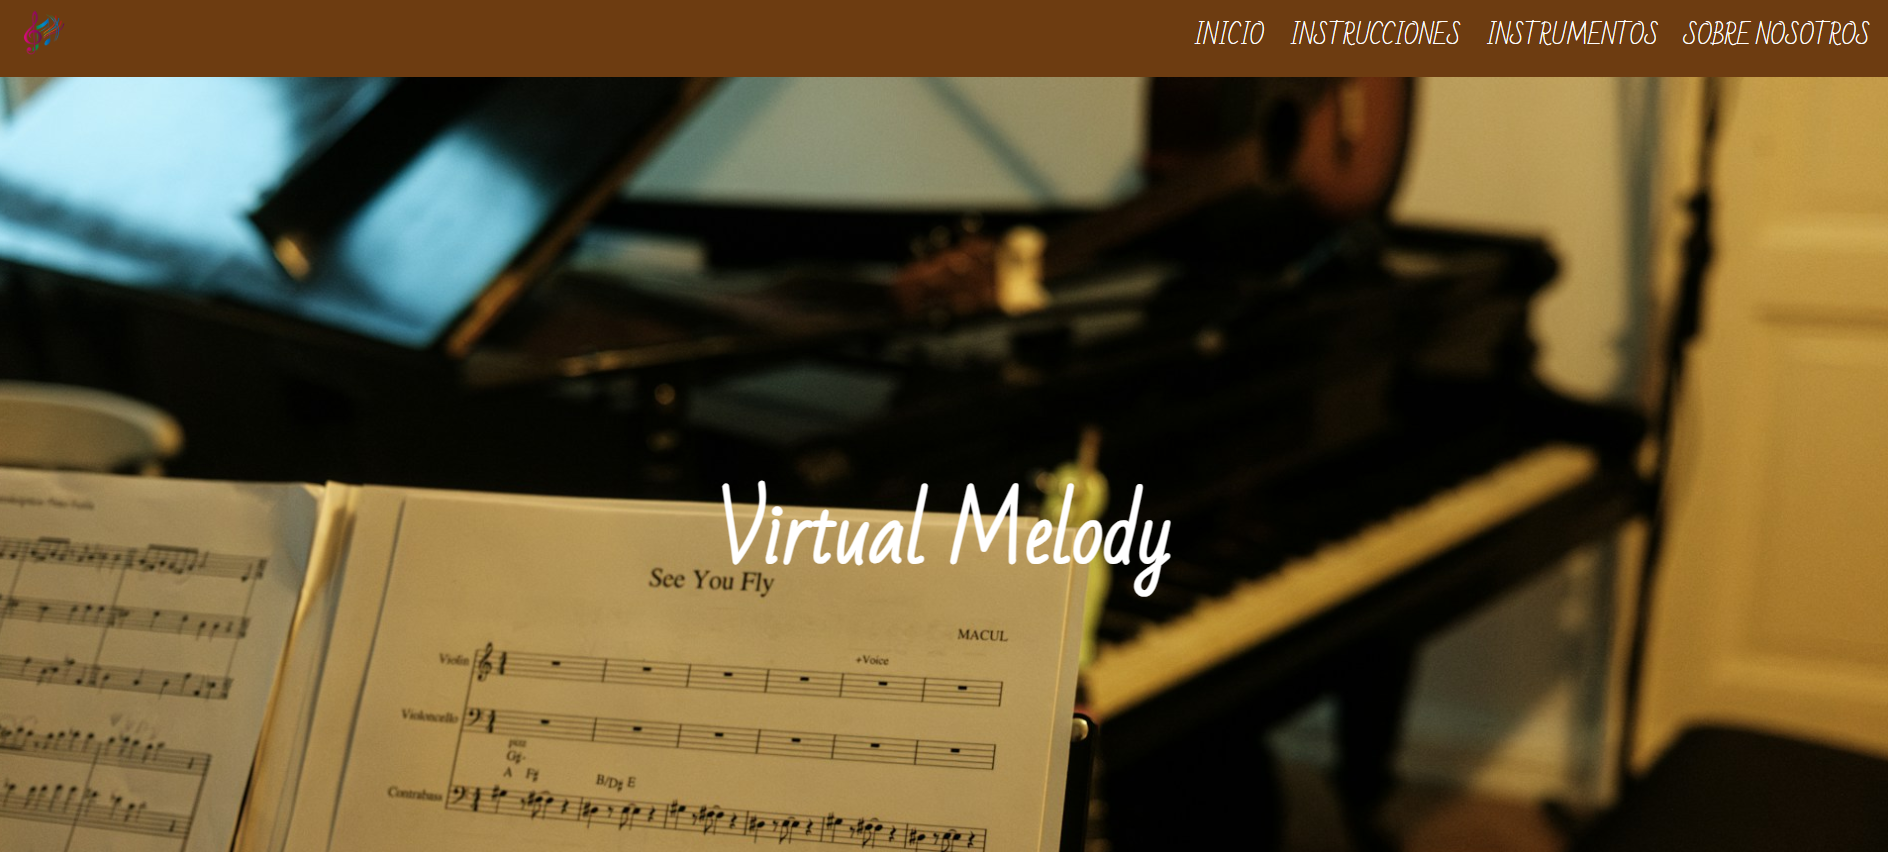 INICIO INSTRUCCIONES INSTRUMENTOS SOBRE NOSOTROS
Virtual Melody
See You Fly
MACUL
+Voice
Violin
Violoncello
pizz
G#-
A F#
B/D# E
Contrabass